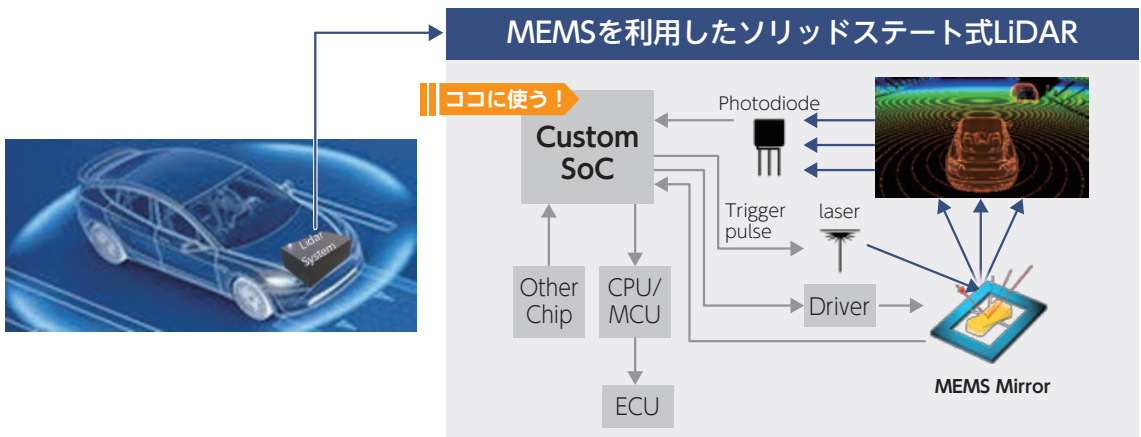 MEMSを利用したソリッドステート式LiDAR
ココに使う！
Custom
SoC
Photodiode
Trigger
pulse
laser
Lidar
System
Other
Chip
CPU/
MCU
Driver
MEMS Mirror
ECU